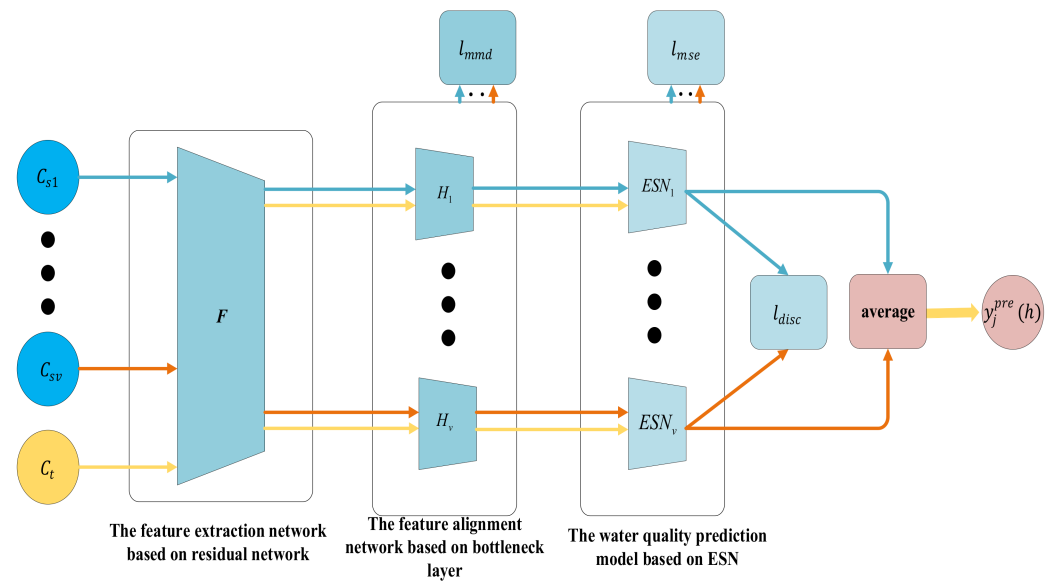 l_mmd
l_mse
C_s1
H_1
ESN_1
F
l_disc
average
y_j^pre(h)
C_sv
H_v
ESN_v
C_t
The feature extraction network
based on residual network
The feature alignment
network based on bottleneck
layer
The water quality prediction
model based on ESN